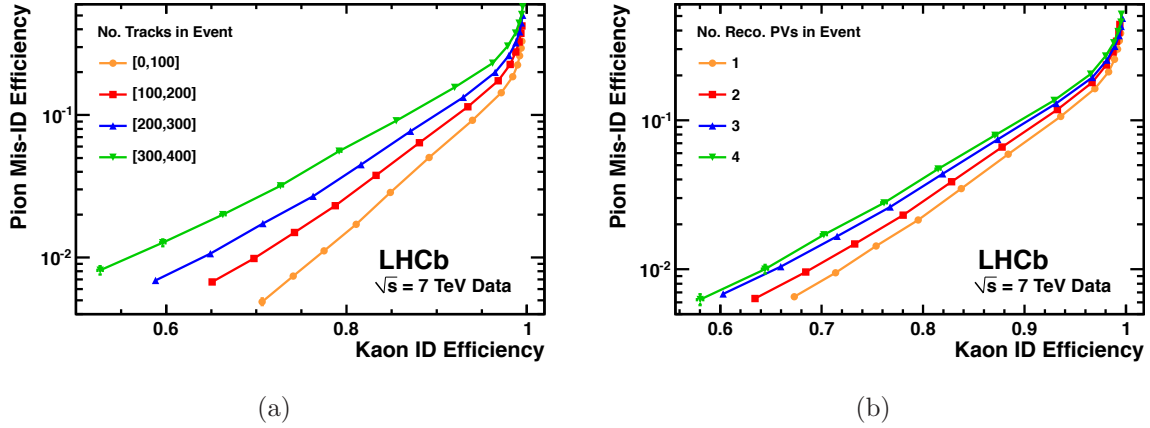 No. Tracks in Event
[0,100]
[100,200]
[200,300]
[300,400]
Pion Mis-ID Efficiency
10⁻¹
10⁻²
LHCb
√s = 7 TeV Data
0.6 0.8 1
Kaon ID Efficiency
(a)
No. Reco. PVs in Event
1
2
3
4
Pion Mis-ID Efficiency
10⁻¹
10⁻²
LHCb
√s = 7 TeV Data
0.6 0.7 0.8 0.9 1
Kaon ID Efficiency
(b)